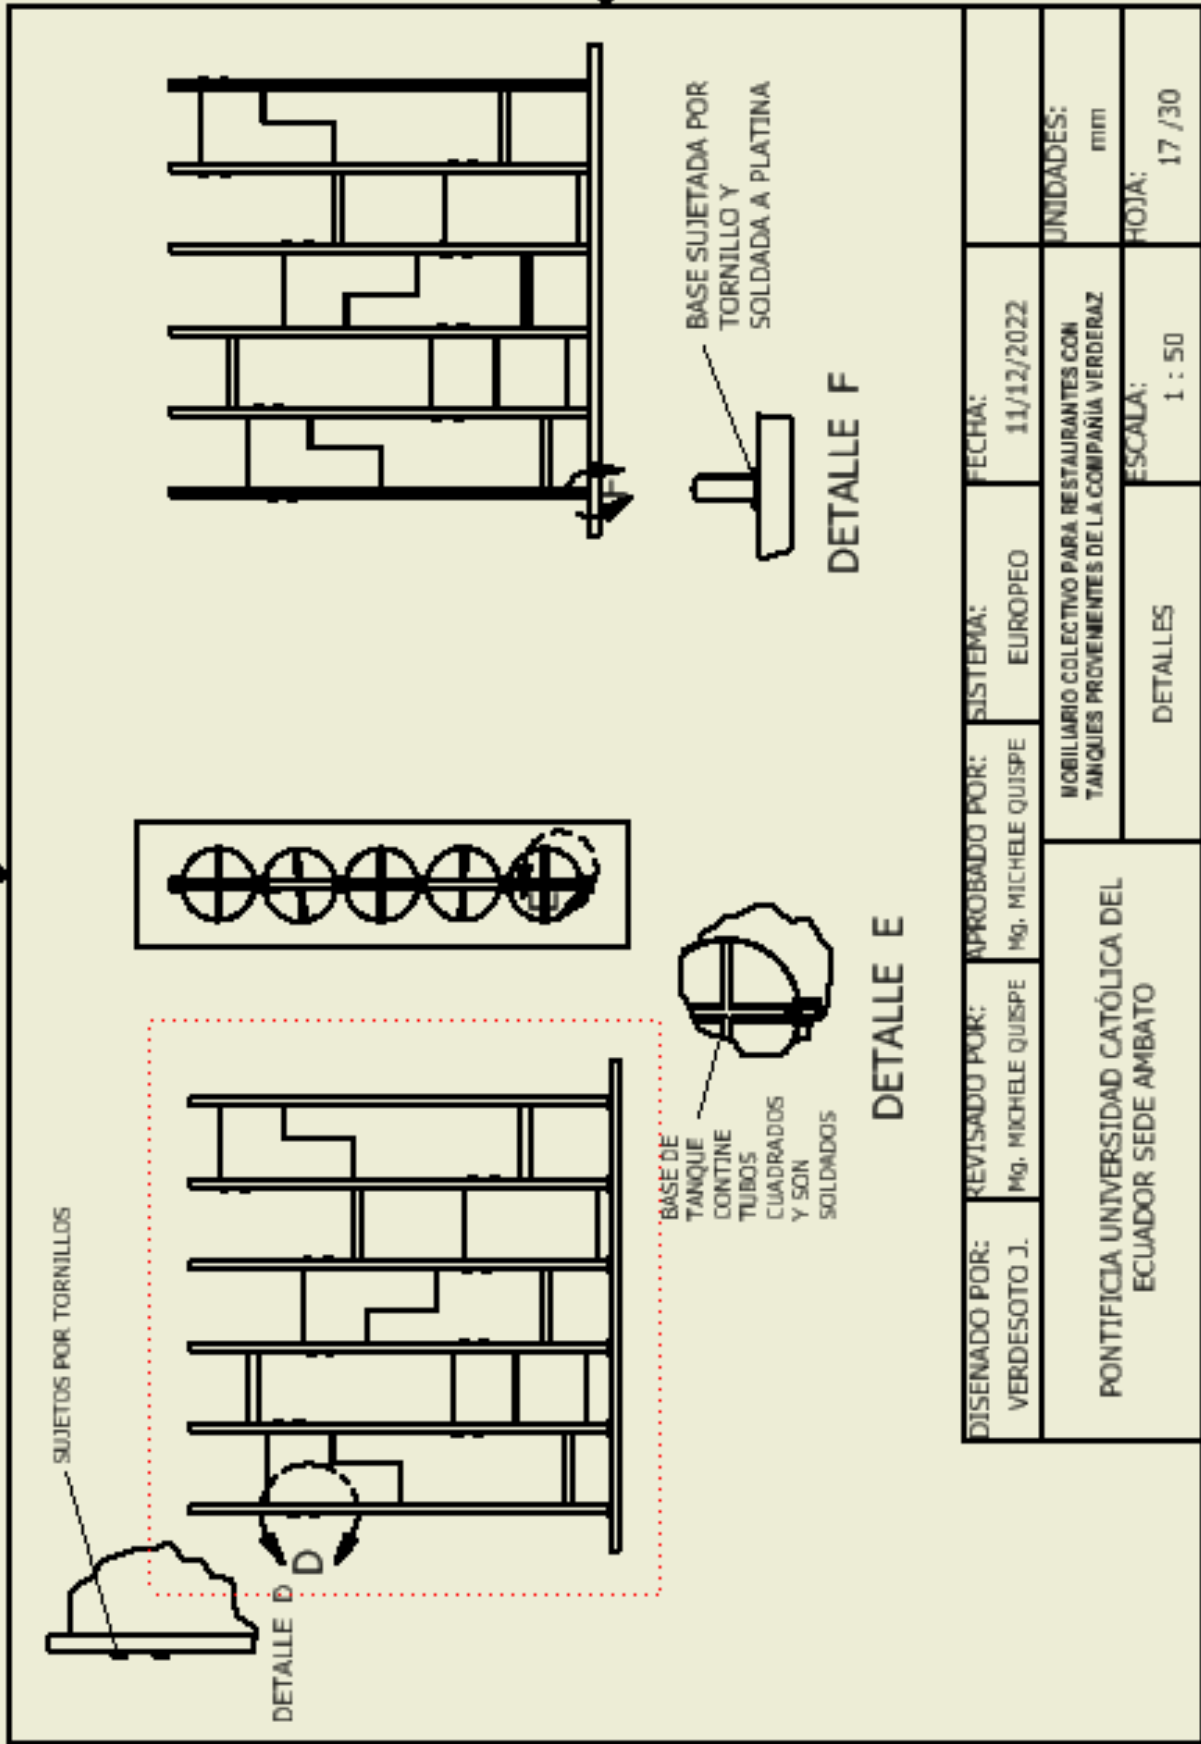 SUJETOS POR TORNILLOS
DETALLE D
D
BASE DE
TANQUE
CONTINE
TUBOS
CUADRADOS
Y SON
SOLDADOS
DETALLE E
BASE SUJETADA POR
TORNILLO Y
SOLDADA A PLATINA
DETALLE F
F
DISENADO POR:
VERDESOTO J.
REVISADO POR:
Mg. MICHELE QUISPE
APROBADO POR:
Mg. MICHELE QUISPE
SISTEMA:
EUROPEO
FECHA:
11/12/2022
PONTIFICIA UNIVERSIDAD CATÓLICA DEL
ECUADOR SEDE AMBATO
MOBILIARIO COLECTIVO PARA RESTAURANTES CON
TANQUES PROVENIENTES DE LA COMPAÑÍA VERDERAZ
UNIDADES:
mm
DETALLES
ESCALA:
1 : 50
HOJA:
17 /30